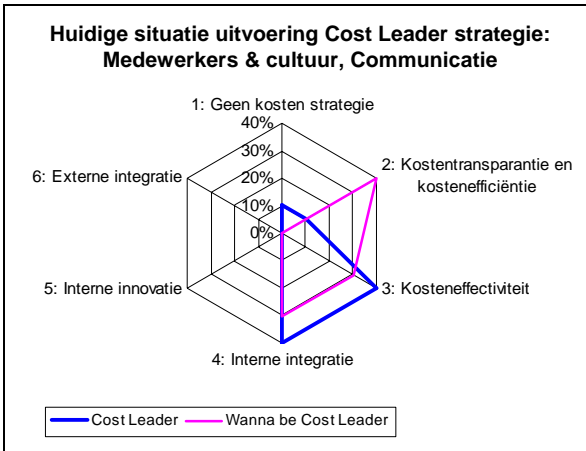 Huidige situatie uitvoering Cost Leader strategie:
Medewerkers & cultuur, Communicatie
1: Geen kosten strategie
40%
30%
20%
10%
0%
2: Kostentransparantie en
kostenefficiëntie
6: Externe integratie
5: Interne innovatie
3: Kosteneffectiviteit
4: Interne integratie
Cost Leader
Wanna be Cost Leader